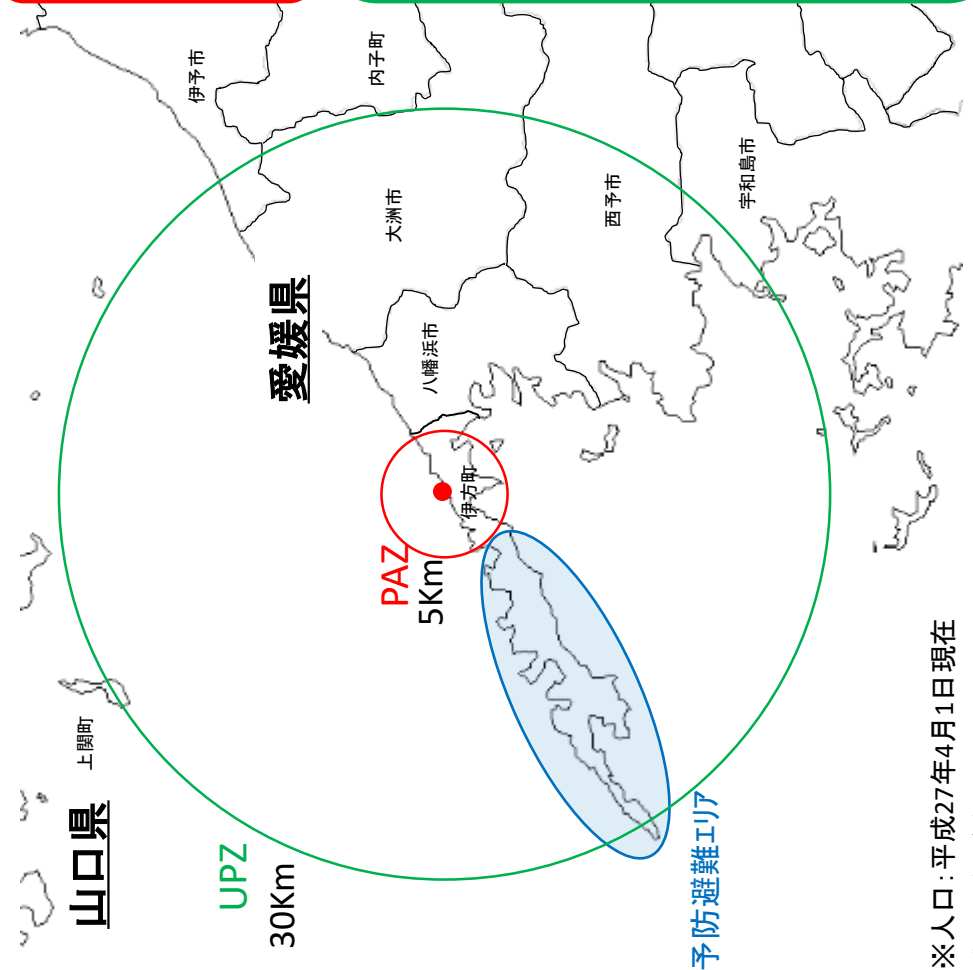 山口県
上関町
伊予市
UPZ
30Km
愛媛県
内子町
大洲市
PAZ
5Km
八幡浜市
伊方町
西予市
宇和島市
予防避難エリア
※人口：平成27年4月1日現在